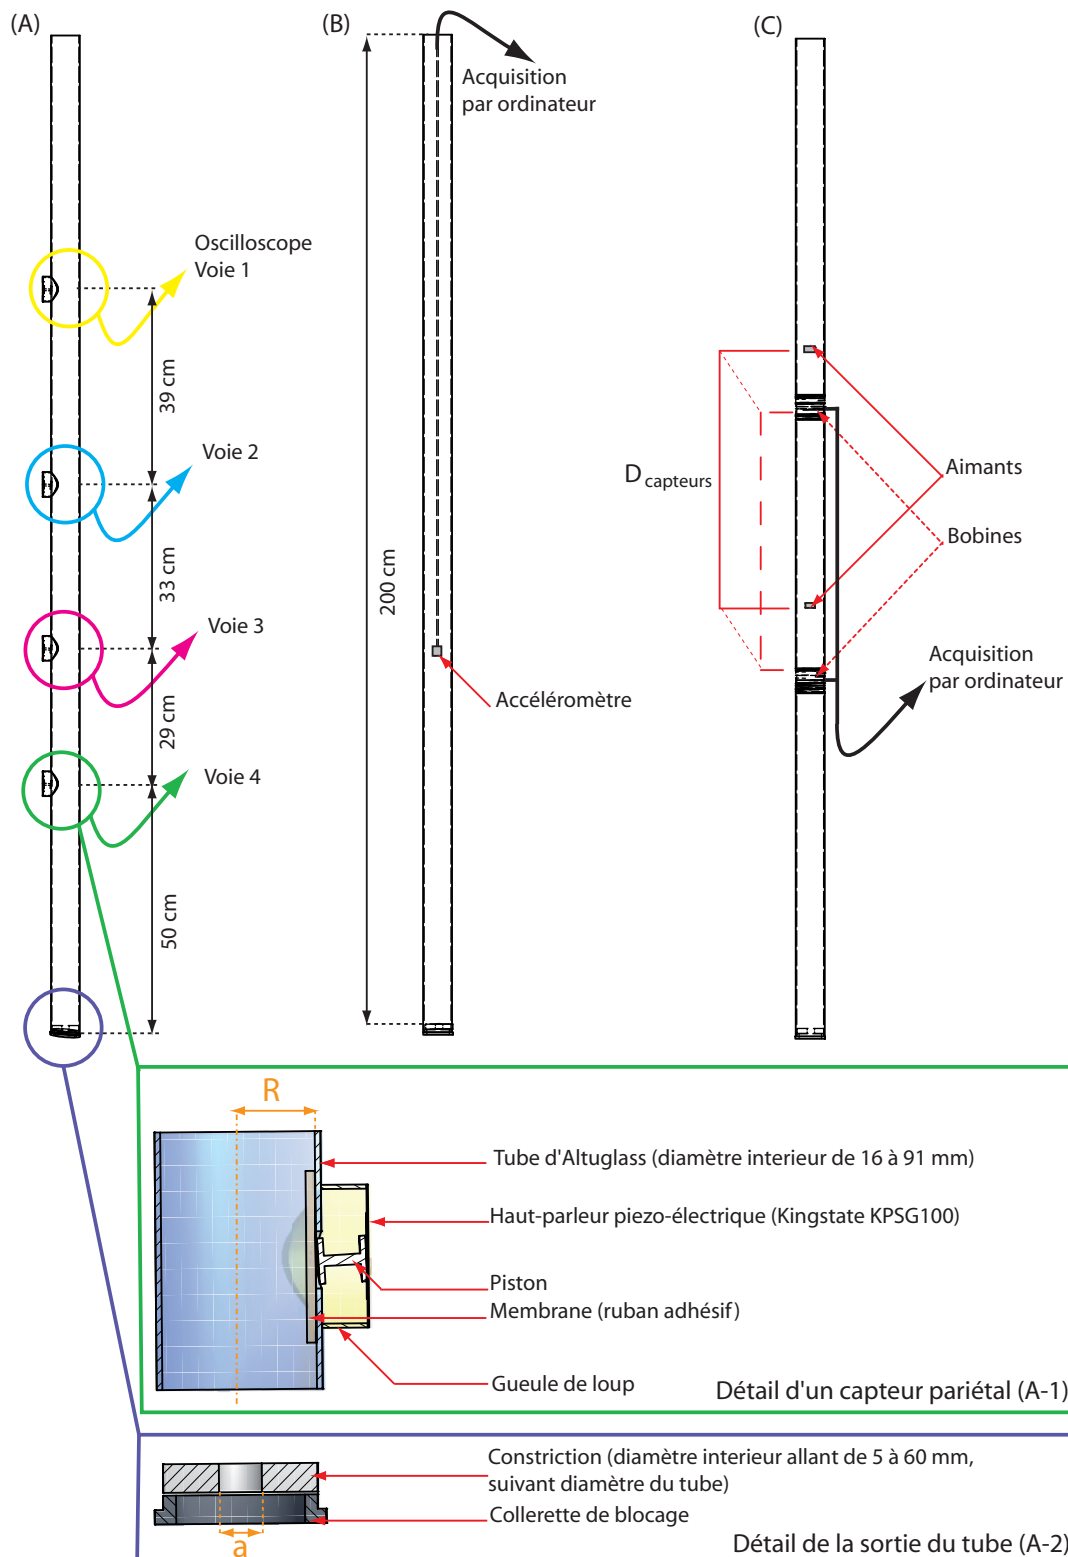 (A)
(B)
(C)
Acquisition
par ordinateur
Oscilloscope
Voie 1
39 cm
Voie 2
33 cm
Voie 3
29 cm
Voie 4
50 cm
200 cm
Accéléromètre
D capteurs
Aimants
Bobines
Acquisition
par ordinateur
R
Tube d'Altuglass (diamètre interieur de 16 à 91 mm)
Haut-parleur piezo-électrique (Kingstate KPSG100)
Piston
Membrane (ruban adhésif)
Gueule de loup
Détail d'un capteur pariétal (A-1)
Constriction (diamètre interieur allant de 5 à 60 mm,
suivant diamètre du tube)
Collerette de blocage
a
Détail de la sortie du tube (A-2)